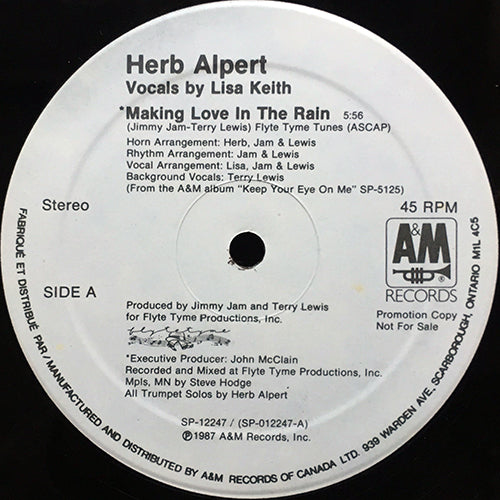 Herb Alpert
Vocals by Lisa Keith
*Making Love In The Rain 5:56
(Jimmy Jam-Terry Lewis) Flyte Tyme Tunes (ASCAP)
Horn Arrangement: Herb, Jam & Lewis
Rhythm Arrangement: Jam & Lewis
Vocal Arrangement: Lisa, Jam & Lewis
Background Vocals: Terry Lewis
(From the A&M album "Keep Your Eye On Me" SP-5125)
Stereo
45 RPM
A&M
RECORDS
SIDE A
Promotion Copy
Not For Sale
Produced by Jimmy Jam and Terry Lewis
for Flyte Tyme Productions, Inc.
flyte tyme
*Executive Producer: John McClain
Recorded and Mixed at Flyte Tyme Productions, Inc.
Mpls, MN by Steve Hodge
All Trumpet Solos by Herb Alpert
SP-12247 / (SP-012247-A)
Ⓟ1987 A&M Records, Inc.
FABRIQUÉ ET DISTRIBUÉ PAR / MANUFACTURED AND DISTRIBUTED BY A&M RECORDS OF CANADA LTD. 939 WARDEN AVE, SCARBOROUGH, ONTARIO M1L 4C5